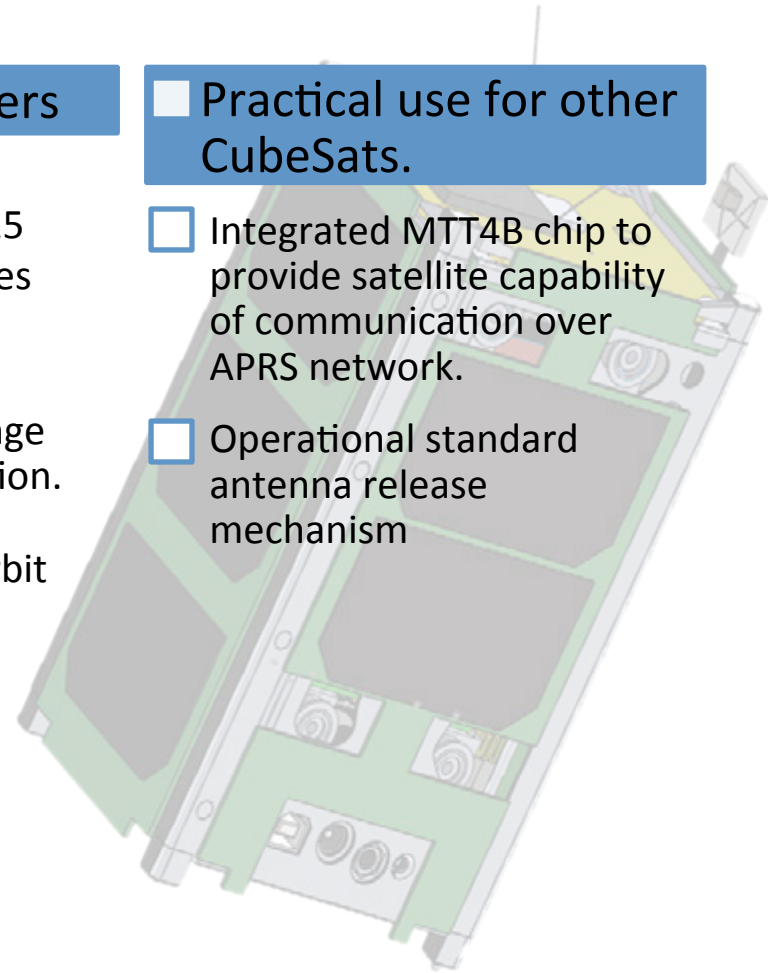 ers
5
es
ge
ion.
bit
Practical use for other
CubeSats.
Integrated MTT4B chip to
provide satellite capability
of communication over
APRS network.
Operational standard
antenna release
mechanism